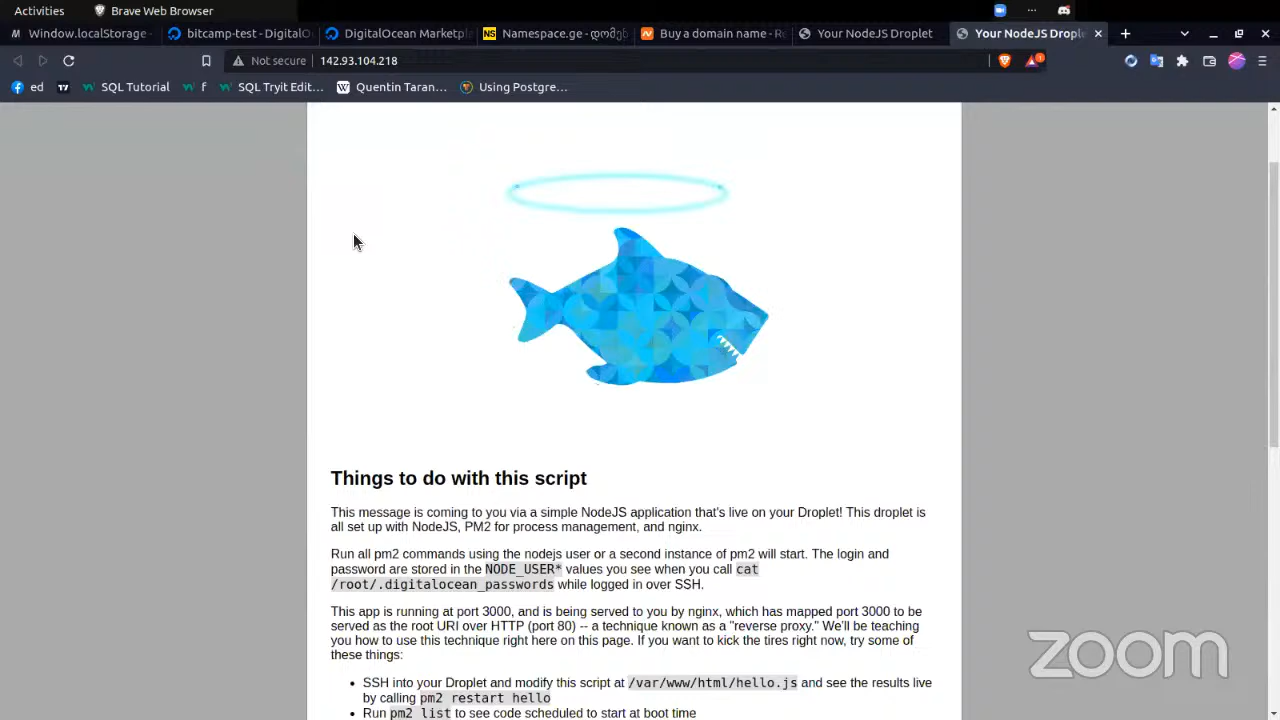 Activities
Brave Web Browser
...
Window.localStorage -
bitcamp-test - DigitalO
DigitalOcean Marketpl
NS
Namespace.ge - დომენ
Buy a domain name - Re
Your NodeJS Droplet
Your NodeJS Drople
Not secure
142.93.104.218
1
ed
SQL Tutorial
f
SQL Tryit Edit...
W
Quentin Taran...
Using Postgre...
Things to do with this script
This message is coming to you via a simple NodeJS application that's live on your Droplet! This droplet is
all set up with NodeJS, PM2 for process management, and nginx.
Run all pm2 commands using the nodejs user or a second instance of pm2 will start. The login and
password are stored in the NODE_USER* values you see when you call cat
/root/.digitalocean_passwords while logged in over SSH.
This app is running at port 3000, and is being served to you by nginx, which has mapped port 3000 to be
served as the root URI over HTTP (port 80) -- a technique known as a "reverse proxy." We'll be teaching
you how to use this technique right here on this page. If you want to kick the tires right now, try some of
these things:
• SSH into your Droplet and modify this script at /var/www/html/hello.js and see the results live
by calling pm2 restart hello
• Run pm2 list to see code scheduled to start at boot time
zoom